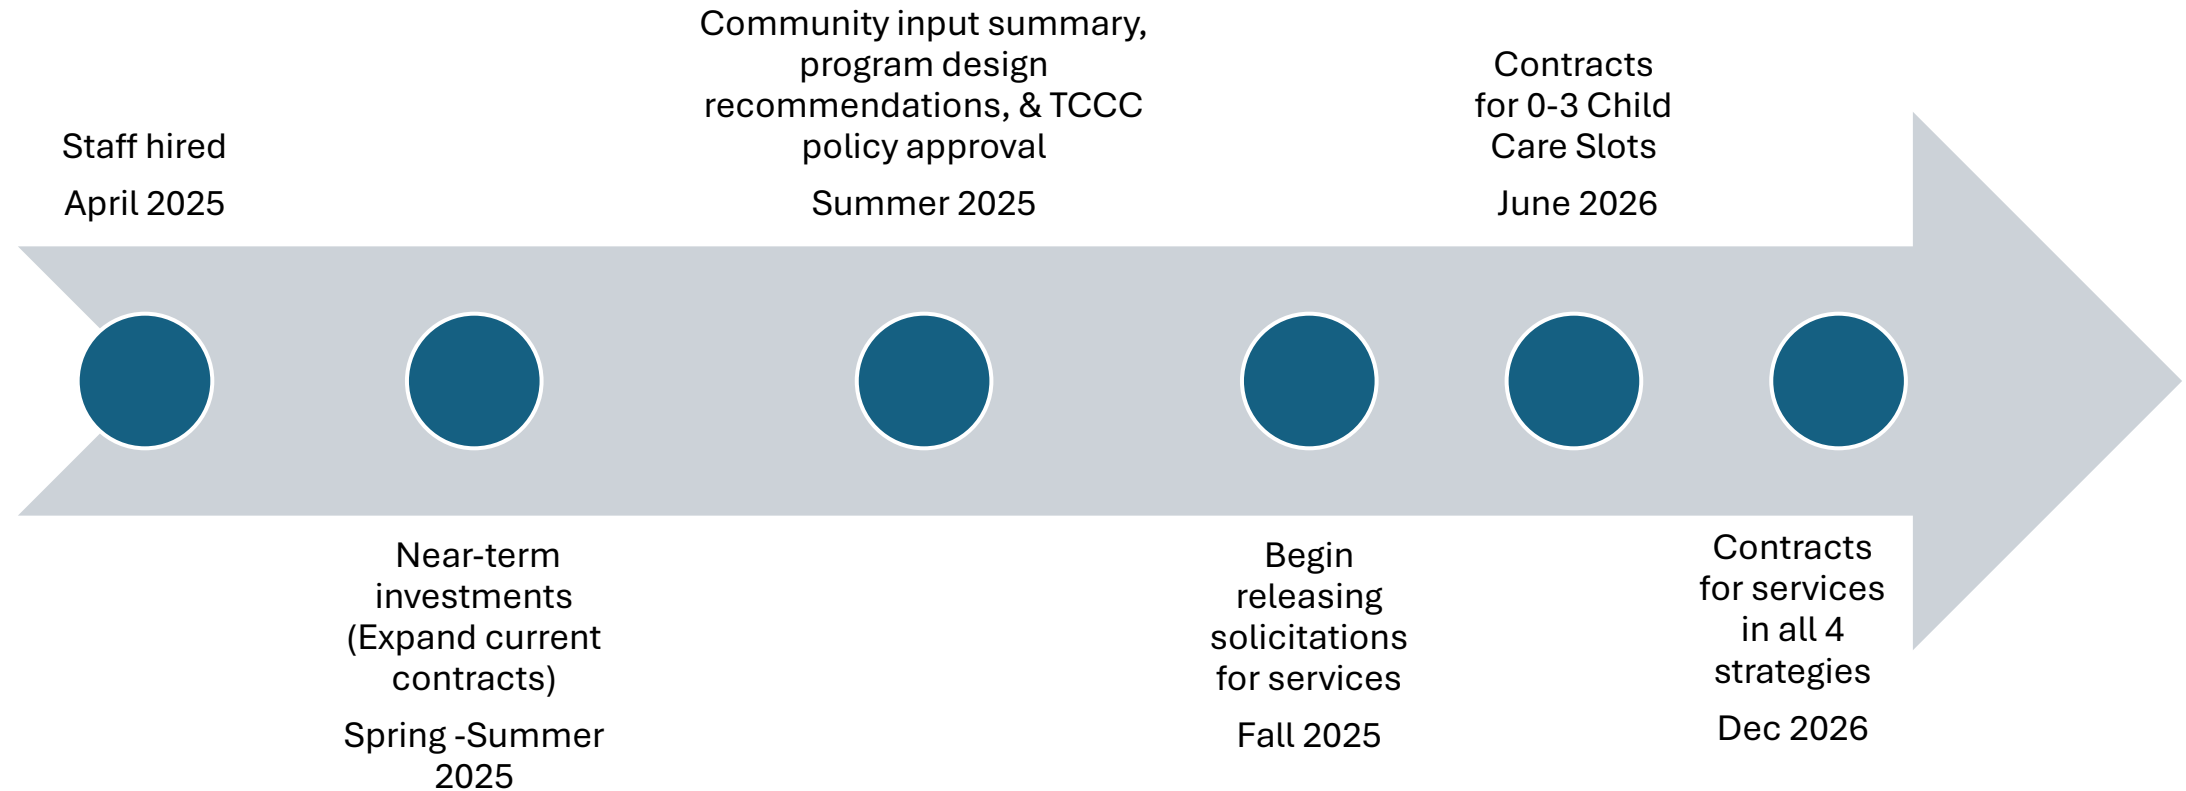 Staff hired
April 2025
Near-term
investments
(Expand current
contracts)
Spring -Summer
2025
Community input summary,
program design
recommendations, & TCCC
policy approval
Summer 2025
Begin
releasing
solicitations
for services
Fall 2025
Contracts
for 0-3 Child
Care Slots
June 2026
Contracts
for services
in all 4
strategies
Dec 2026